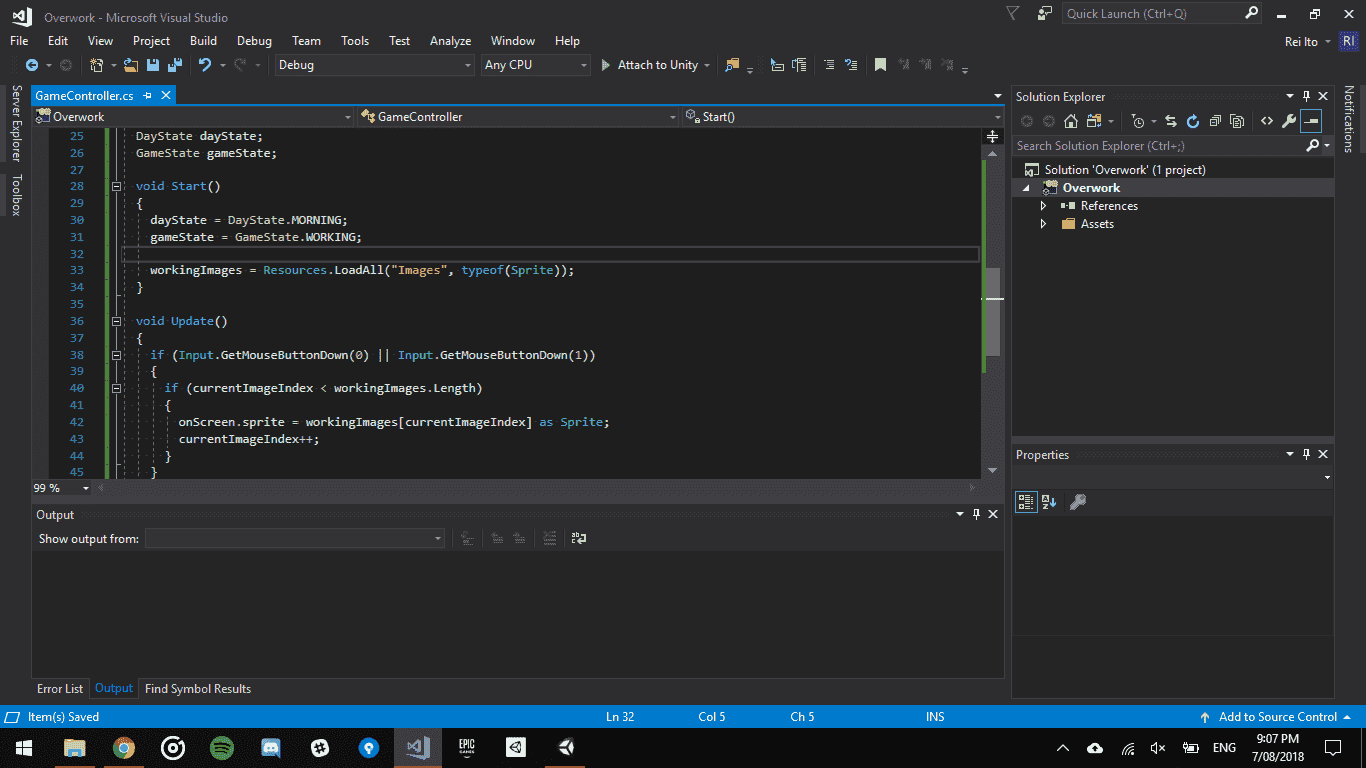 Overwork - Microsoft Visual Studio
Quick Launch (Ctrl+Q)
File Edit View Project Build Debug Team Tools Test Analyze Window Help
Rei Ito RI
Debug Any CPU Attach to Unity
Server Explorer
Toolbox
GameController.cs
Overwork GameController Start()
25 DayState dayState;
26 GameState gameState;
27
28 void Start()
29 {
30 dayState = DayState.MORNING;
31 gameState = GameState.WORKING;
32
33 workingImages = Resources.LoadAll("Images", typeof(Sprite));
34 }
35
36 void Update()
37 {
38 if (Input.GetMouseButtonDown(0) || Input.GetMouseButtonDown(1))
39 {
40 if (currentImageIndex < workingImages.Length)
41 {
42 onScreen.sprite = workingImages[currentImageIndex] as Sprite;
43 currentImageIndex++;
44 }
45 }
99 %
Output
Show output from:
Error List Output Find Symbol Results
Solution Explorer
Search Solution Explorer (Ctrl+;)
Solution 'Overwork' (1 project)
Overwork
References
Assets
Properties
Notifications
Item(s) Saved Ln 32 Col 5 Ch 5 INS Add to Source Control
EPIC
GAMES
ENG
9:07 PM
7/08/2018